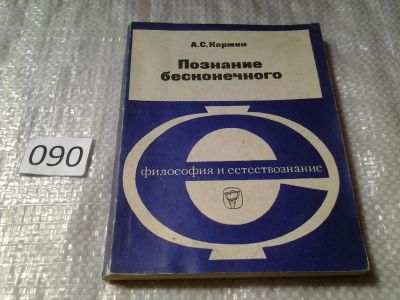 А.С.Кармин
Познание
бесконечного
090
философия и естествознание